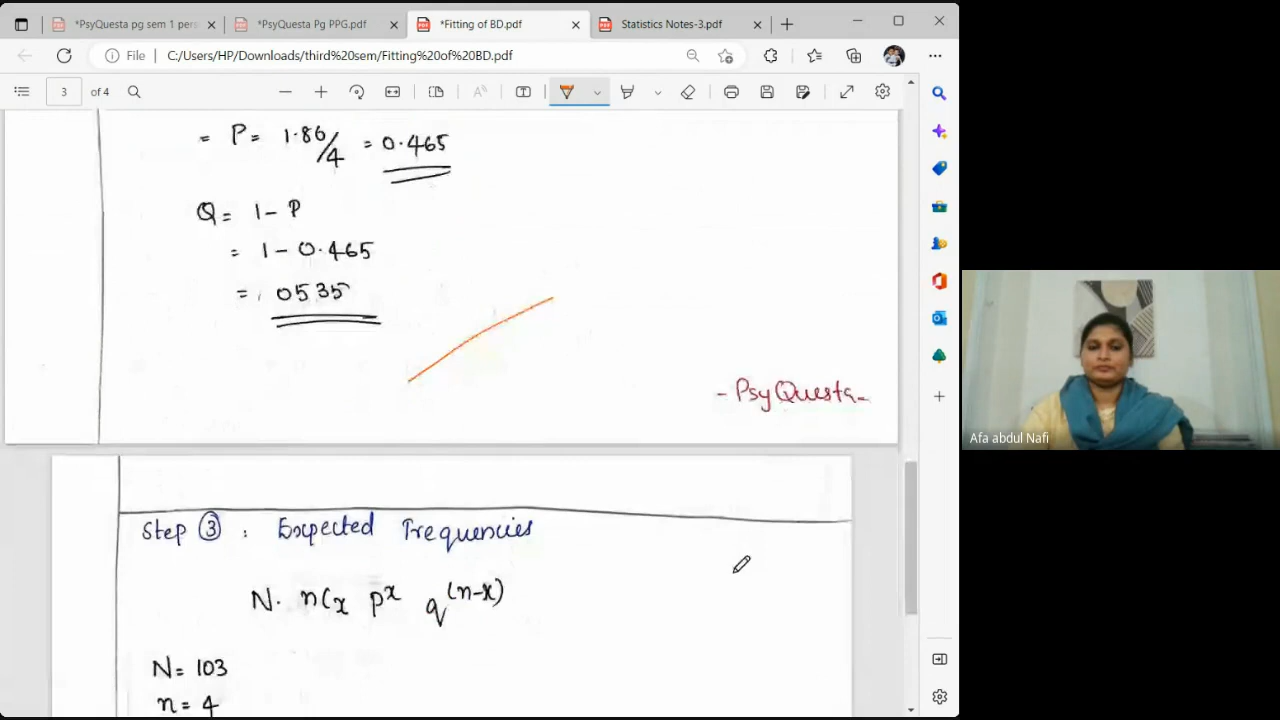 *PsyQuesta pg sem 1 pers
*PsyQuesta Pg PPG.pdf
*Fitting of BD.pdf
Statistics Notes-3.pdf
File
C:/Users/HP/Downloads/third%20sem/Fitting%20of%20BD.pdf
3 of 4
= P = 1.86/4 = 0.465
Q = 1 - P
= 1 - 0.465
= 0535
- PsyQuesta -
Step ③ : Expected Frequencies
N. nCx p^x q^(n-x)
N = 103
n = 4
Afa abdul Nafi